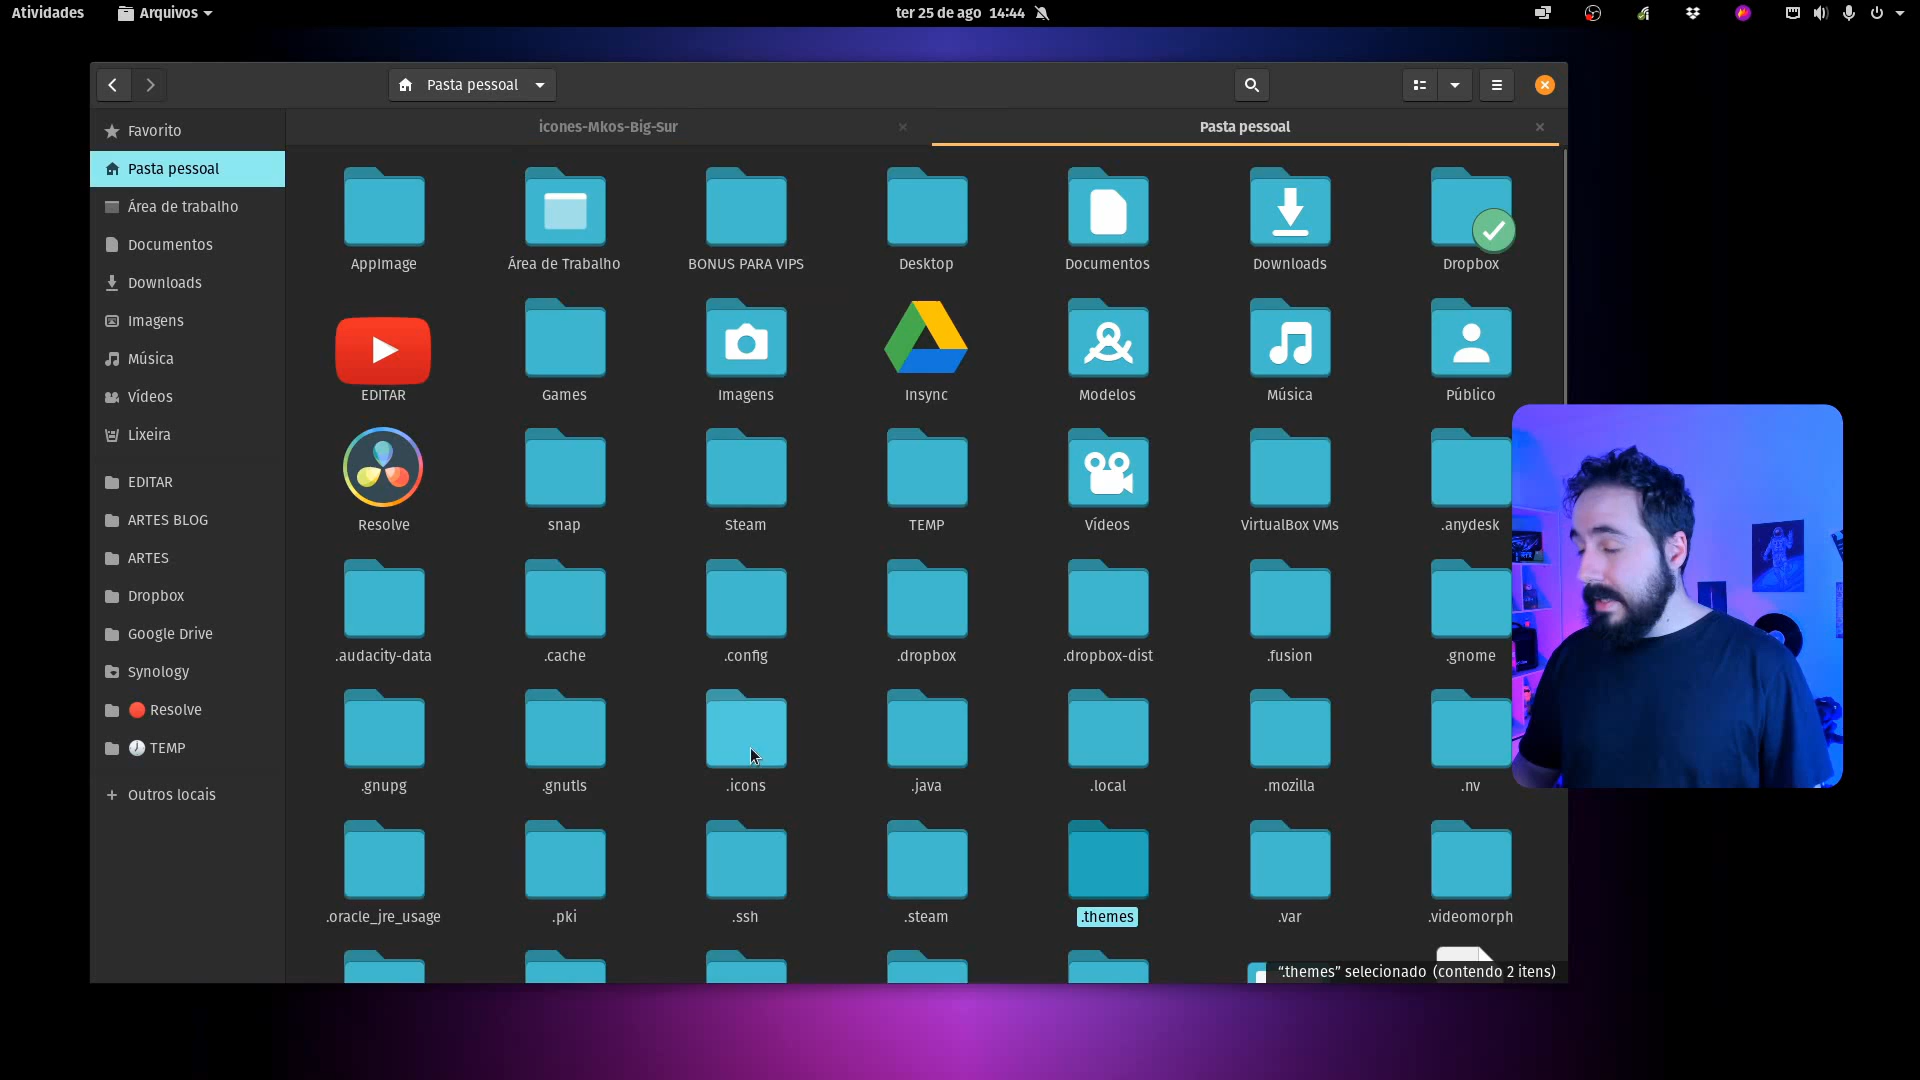 Atividades
Arquivos
ter 25 de ago 14:44
Pasta pessoal
Favorito
Pasta pessoal
Área de trabalho
Documentos
Downloads
Imagens
Música
Vídeos
Lixeira
EDITAR
ARTES BLOG
ARTES
Dropbox
Google Drive
Synology
Resolve
TEMP
+ Outros locais
icones-Mkos-Big-Sur
Pasta pessoal
AppImage
Área de Trabalho
BONUS PARA VIPS
Desktop
Documentos
Downloads
Dropbox
EDITAR
Games
Imagens
Insync
Modelos
Música
Público
Resolve
snap
Steam
TEMP
Vídeos
VirtualBox VMs
.anydesk
.audacity-data
.cache
.config
.dropbox
.dropbox-dist
.fusion
.gnome
.gnupg
.gnutls
.icons
.java
.local
.mozilla
.nv
.oracle_jre_usage
.pki
.ssh
.steam
.themes
.var
.videomorph
“.themes” selecionado (contendo 2 itens)